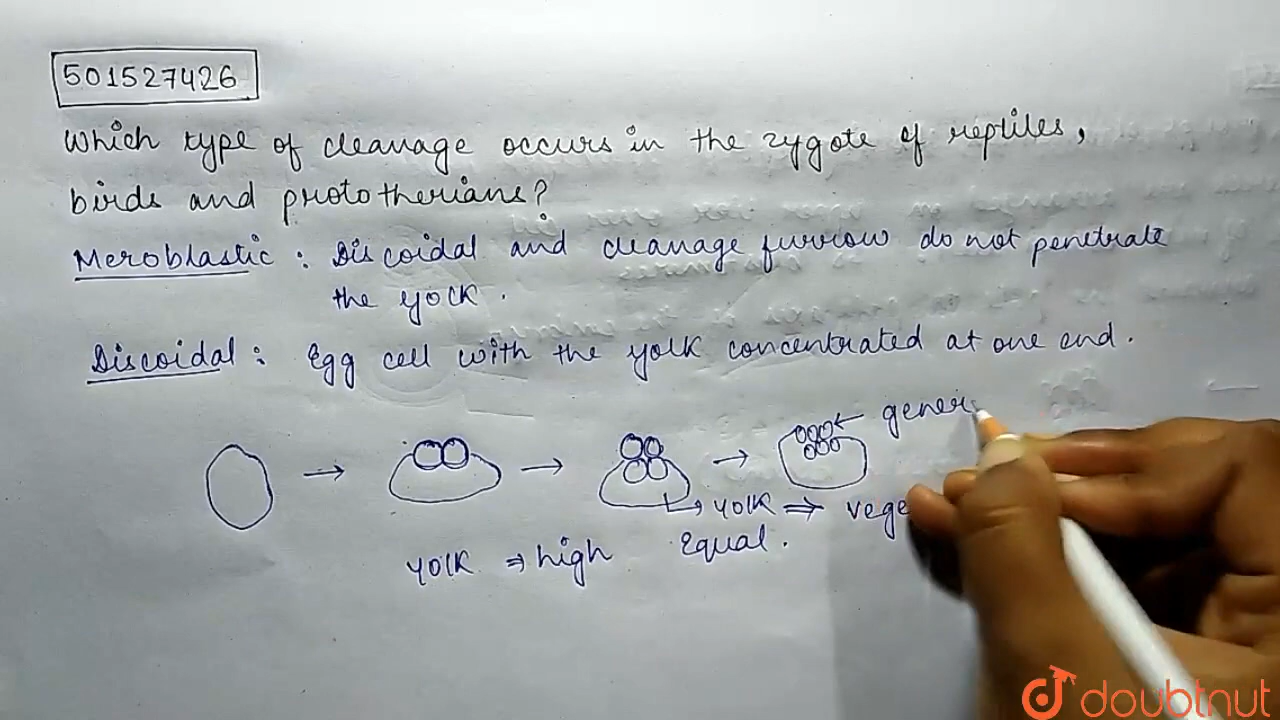 501527426
Which type of cleavage occurs in the zygote of reptiles,
birds and prototherians?
Meroblastic : Discoidal and cleavage furrow do not penetrate
the yolk.
Discoidal : Egg cell with the yolk concentrated at one end.
gener
yolk ⇒ vege
yolk ⇒ high
Equal.
doubtnut